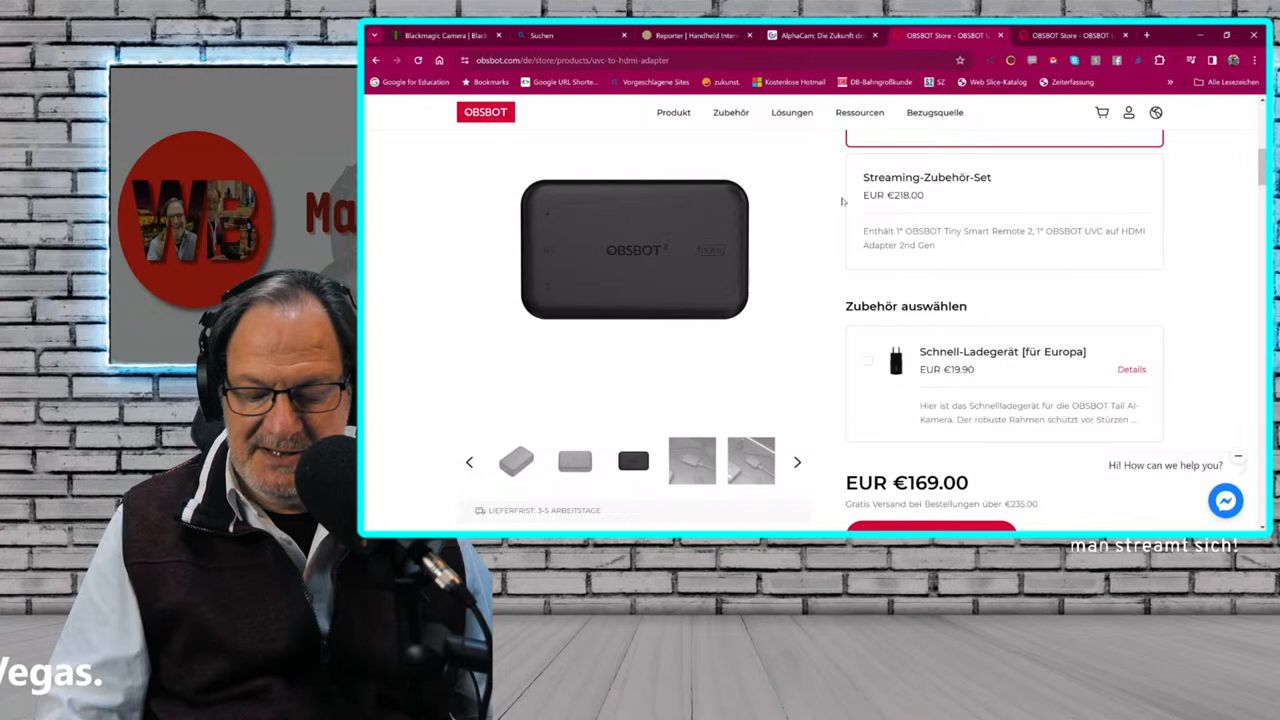 Blackmagic Camera | Black
Suchen
Reporter | Handheld Inter
AlphaCam: Die Zukunft de
OBSBOT Store - OBSBOT U
OBSBOT Store - OBSBOT U
obsbot.com/de/store/products/uvc-to-hdmi-adapter
Google for Education
Bookmarks
Google URL Shorte...
Vorgeschlagene Sites
zukunst.
Kostenlose Hotmail
DB-Bahngroßkunde
SZ
Web Slice-Katalog
Zeiterfassung
Alle Lesezeichen
OBSBOT
Produkt
Zubehör
Lösungen
Ressourcen
Bezugsquelle
Streaming-Zubehör-Set
EUR €218.00
Enthält 1* OBSBOT Tiny Smart Remote 2, 1* OBSBOT UVC auf HDMI
Adapter 2nd Gen
OBSBOT
Zubehör auswählen
Schnell-Ladegerät [für Europa]
EUR €19.90
Details
Hier ist das Schnellladegerät für die OBSBOT Tail AI-
Kamera. Der robuste Rahmen schützt vor Stürzen ...
Hi! How can we help you?
EUR €169.00
Gratis Versand bei Bestellungen über €235.00
LIEFERFRIST: 3-5 ARBEITSTAGE
WB
Ma
man streamt sich!
Vegas.